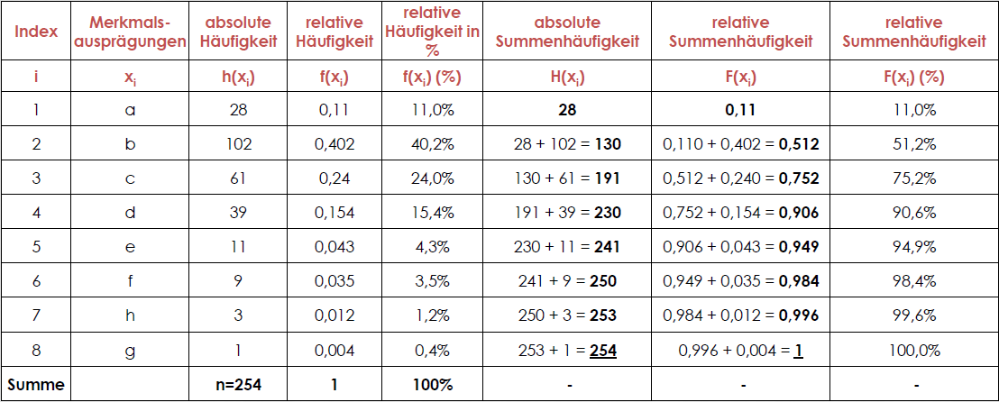 Index Merkmals-ausprägungen absolute Häufigkeit relative Häufigkeit relative Häufigkeit in % absolute Summenhäufigkeit relative Summenhäufigkeit relative Summenhäufigkeit
i xi h(xi) f(xi) f(xi) (%) H(xi) F(xi) F(xi) (%)
1 a 28 0,11 11,0% 28 0,11 11,0%
2 b 102 0,402 40,2% 28 + 102 = 130 0,110 + 0,402 = 0,512 51,2%
3 c 61 0,24 24,0% 130 + 61 = 191 0,512 + 0,240 = 0,752 75,2%
4 d 39 0,154 15,4% 191 + 39 = 230 0,752 + 0,154 = 0,906 90,6%
5 e 11 0,043 4,3% 230 + 11 = 241 0,906 + 0,043 = 0,949 94,9%
6 f 9 0,035 3,5% 241 + 9 = 250 0,949 + 0,035 = 0,984 98,4%
7 h 3 0,012 1,2% 250 + 3 = 253 0,984 + 0,012 = 0,996 99,6%
8 g 1 0,004 0,4% 253 + 1 = 254 0,996 + 0,004 = 1 100,0%
Summe n=254 1 100% - - -